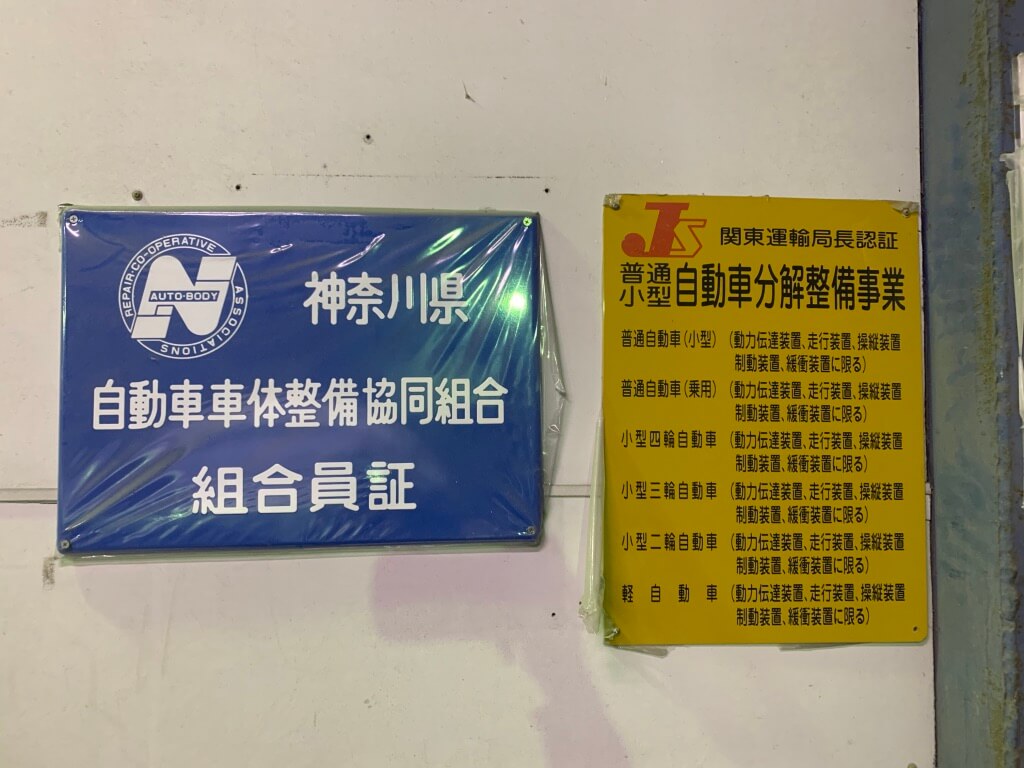 REPAIR·CO-OPERATIVE
ASSOCIATIONS
N
AUTO-BODY
神奈川県
自動車車体整備協同組合
組合員証
JS 関東運輸局長認証
普通
小型
自動車分解整備事業
普通自動車(小型) (動力伝達装置、走行装置、操縦装置
制動装置、緩衝装置に限る)
普通自動車(乗用) (動力伝達装置、走行装置、操縦装置
制動装置、緩衝装置に限る)
小型四輪自動車 (動力伝達装置、走行装置、操縦装置
制動装置、緩衝装置に限る)
小型三輪自動車 (動力伝達装置、走行装置、操縦装置
制動装置、緩衝装置に限る)
小型二輪自動車 (動力伝達装置、走行装置、操縦装置
制動装置、緩衝装置に限る)
軽自動車 (動力伝達装置、走行装置、操縦装置
制動装置、緩衝装置に限る)